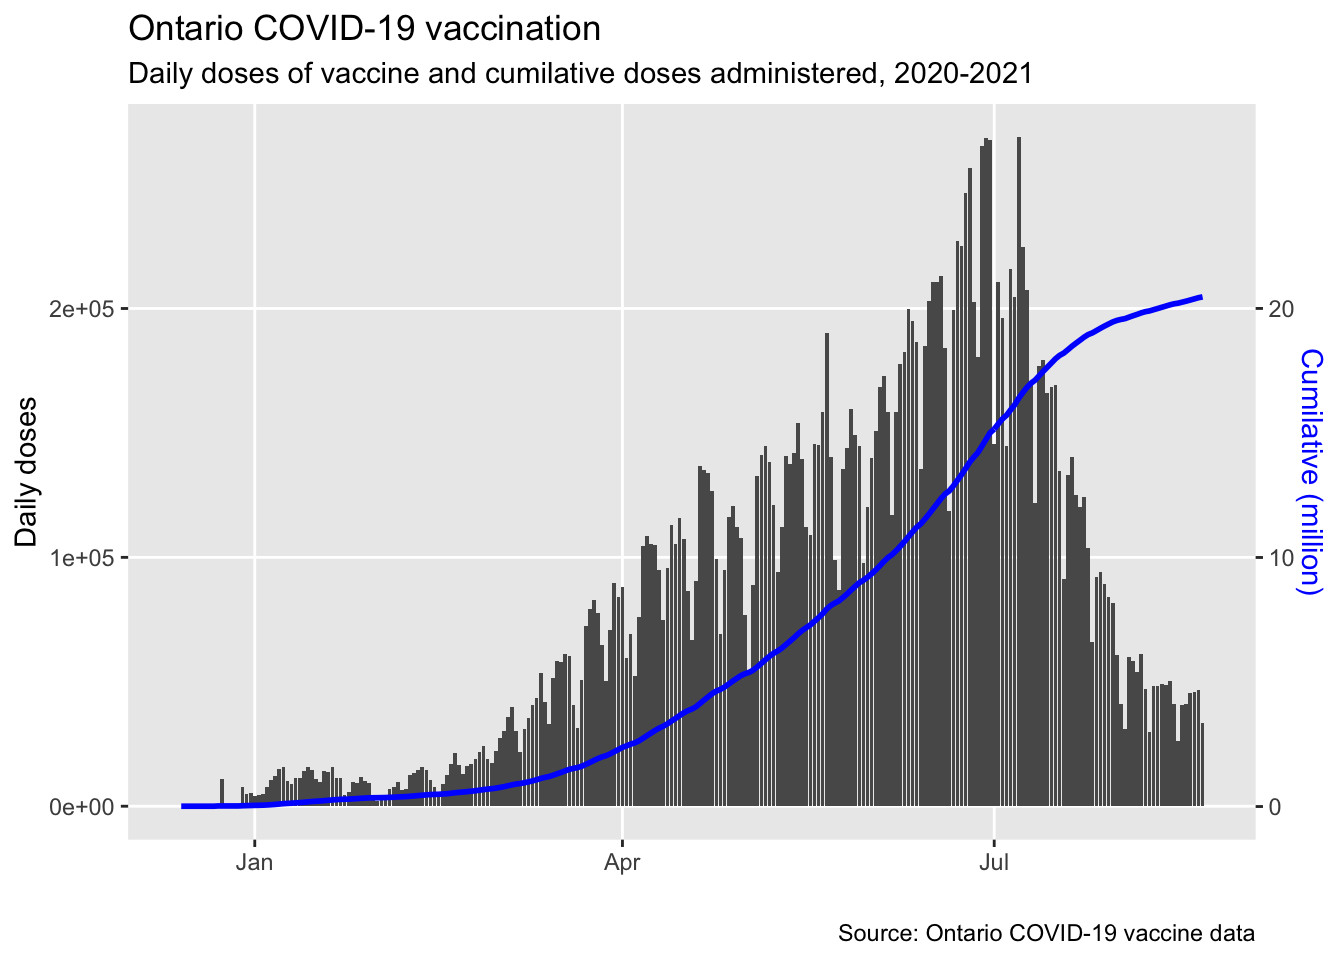 Ontario COVID-19 vaccination
Daily doses of vaccine and cumilative doses administered, 2020-2021
Daily doses
2e+05
1e+05
0e+00
20
10
0
Cumilative (million)
Jan
Apr
Jul
Source: Ontario COVID-19 vaccine data